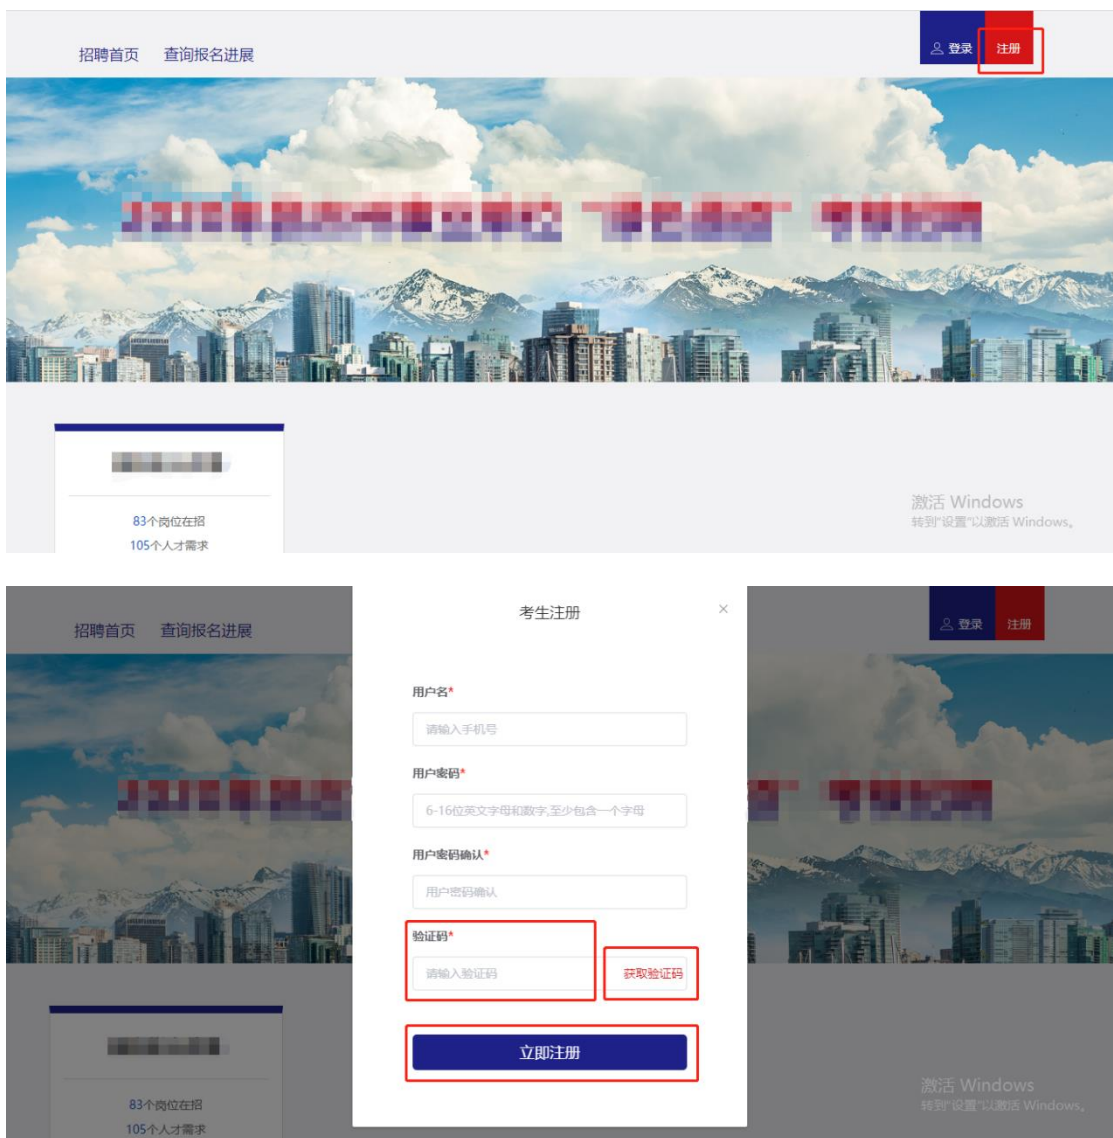 招聘首页 查询报名进展 登录 注册
83个岗位在招
105个人才需求
激活 Windows
转到"设置"以激活 Windows。
考生注册 ×
招聘首页 查询报名进展 登录 注册
用户名*
请输入手机号
用户密码*
6-16位英文字母和数字,至少包含一个字母
用户密码确认*
用户密码确认
验证码*
请输入验证码 获取验证码
立即注册
83个岗位在招
105个人才需求
激活 Windows
转到"设置"以激活 Windows。